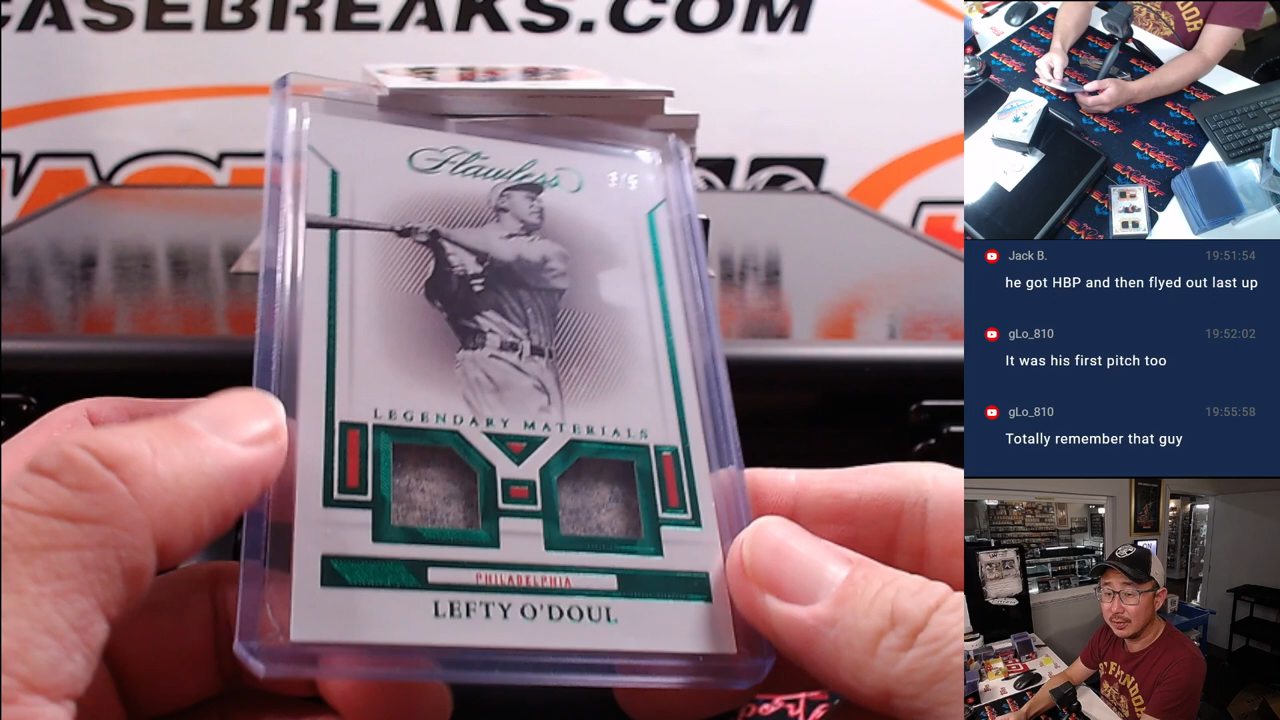 CASEBREAKS.COM
Flawless
LEGENDARY MATERIALS
PHILADELPHIA
LEFTY O'DOUL
Jack B. 19:51:54
he got HBP and then flyed out last up
gLo_810 19:52:02
It was his first pitch too
gLo_810 19:55:58
Totally remember that guy